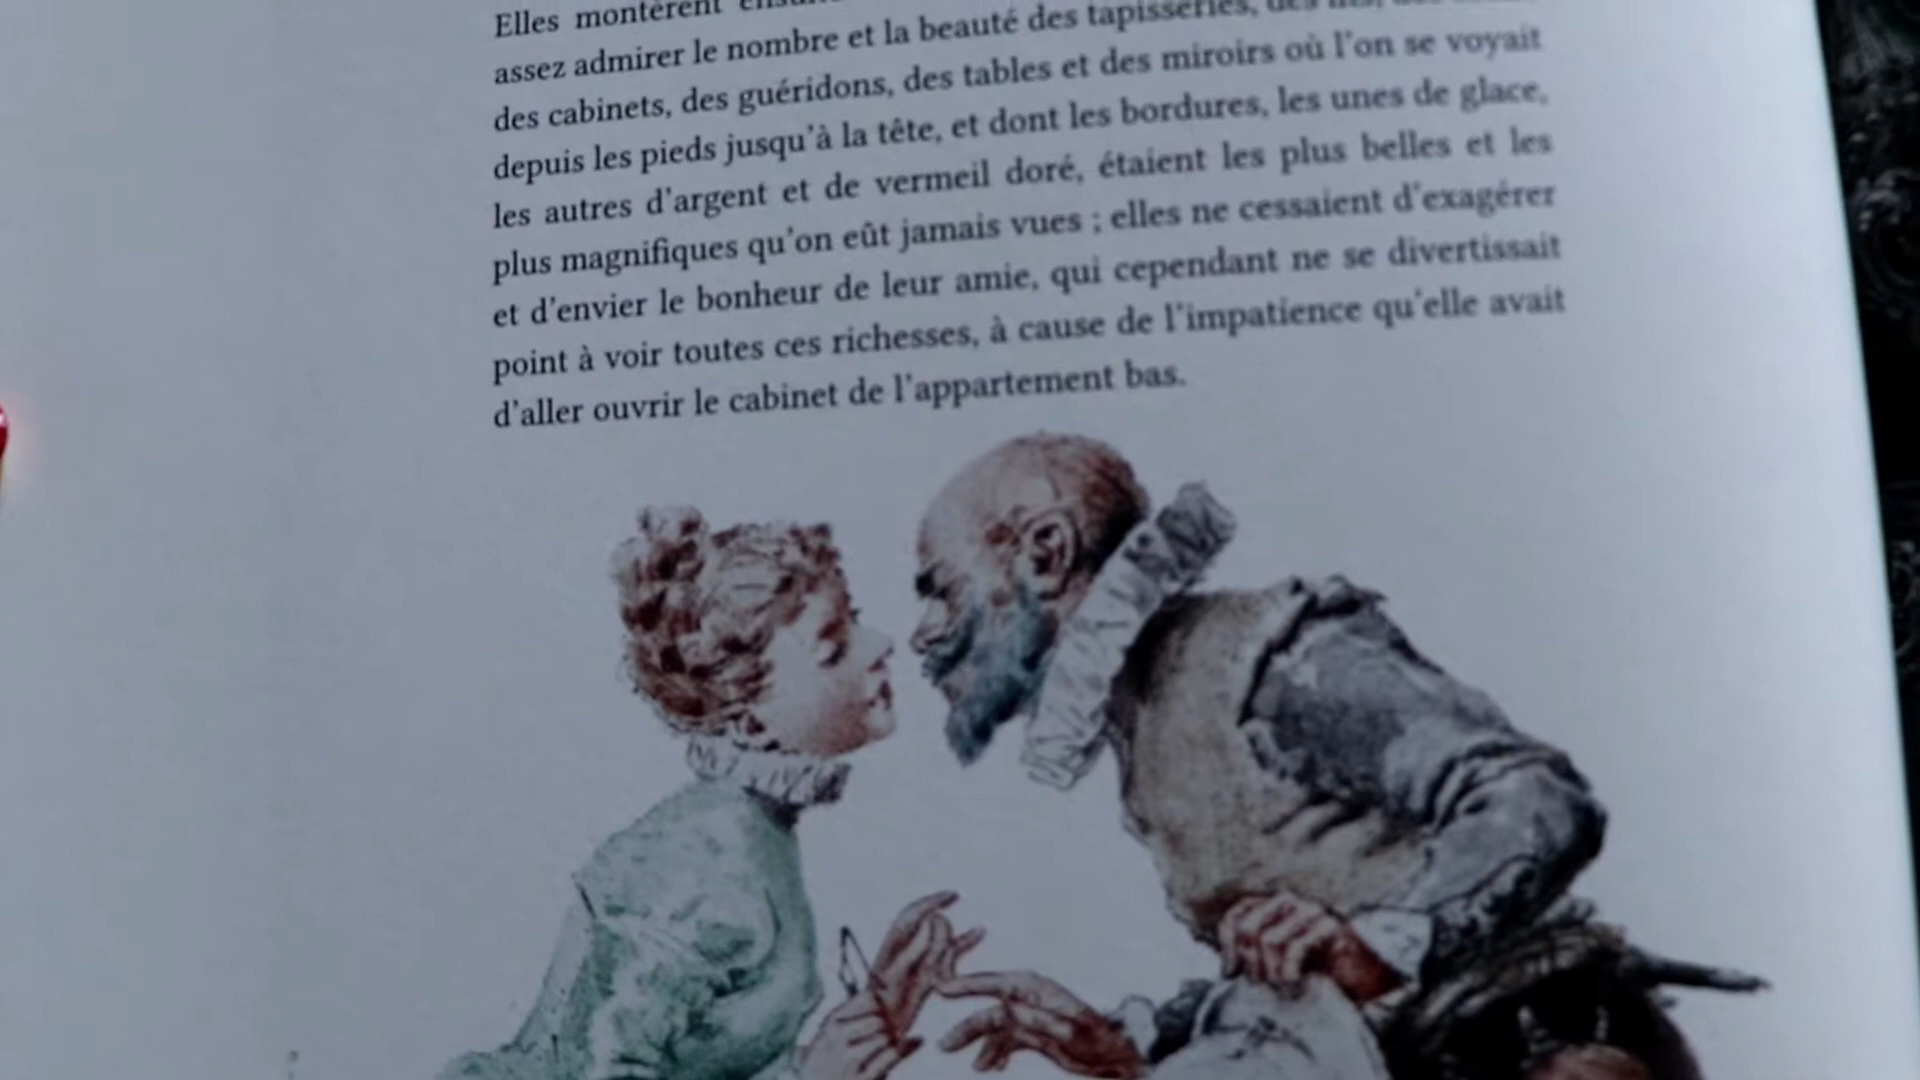 Elles montèrent
assez admirer le nombre et la beauté des tapisseries, des lits,
des cabinets, des guéridons, des tables et des miroirs où l'on se voyait
depuis les pieds jusqu'à la tête, et dont les bordures, les unes de glace,
les autres d'argent et de vermeil doré, étaient les plus belles et les
plus magnifiques qu'on eût jamais vues ; elles ne cessaient d'exagérer
et d'envier le bonheur de leur amie, qui cependant ne se divertissait
point à voir toutes ces richesses, à cause de l'impatience qu'elle avait
d'aller ouvrir le cabinet de l'appartement bas.